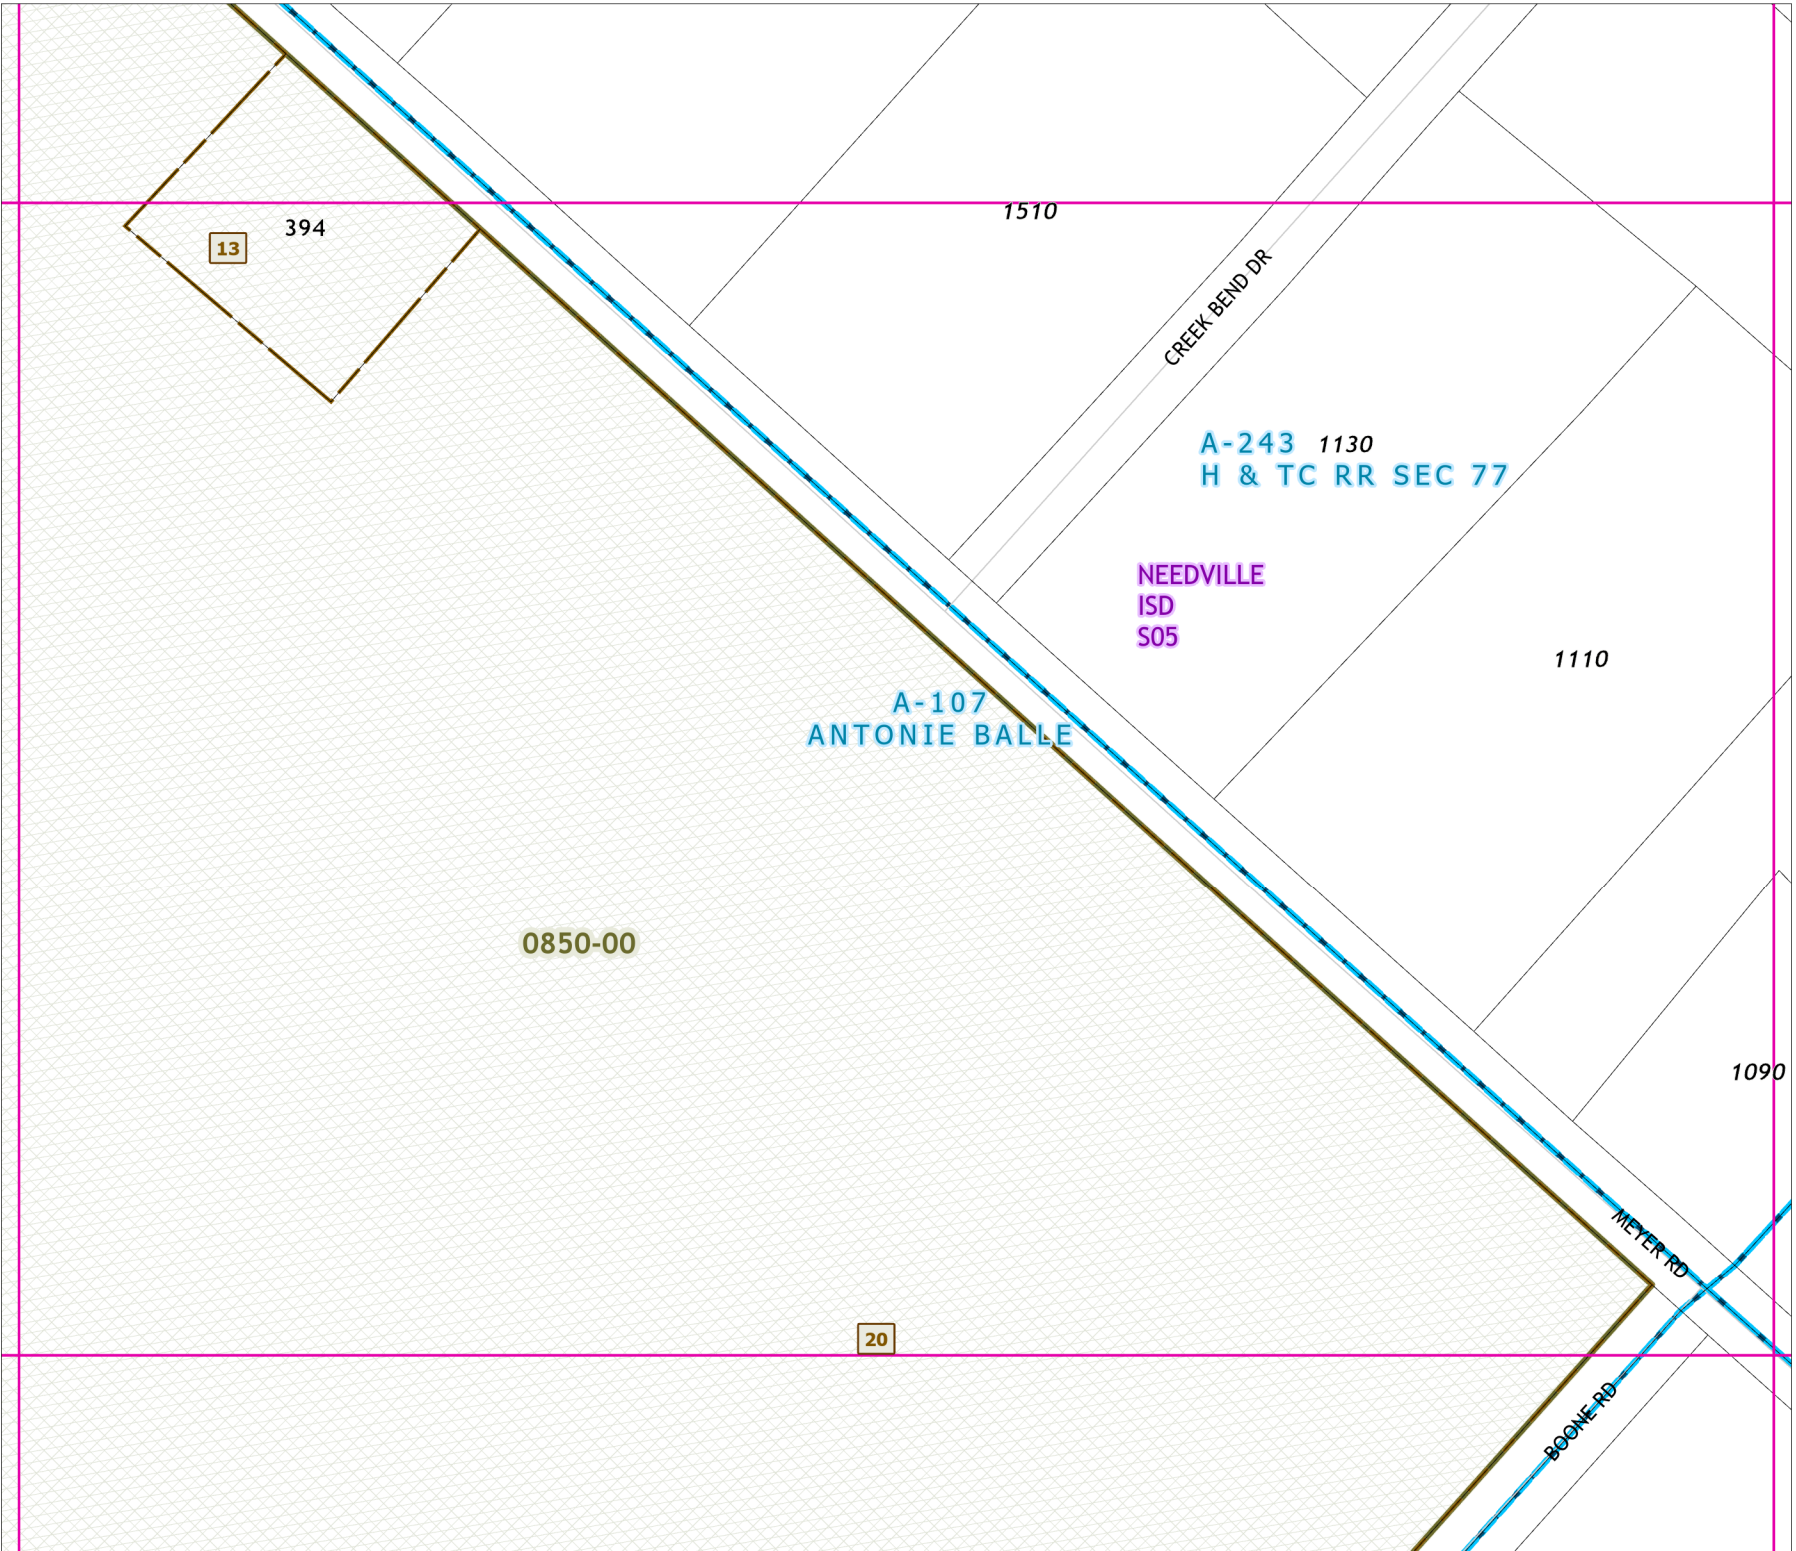 1510
394
13
CREEK BEND DR
A-243
1130
H & TC RR SEC 77
NEEDVILLE
ISD
S05
1110
A-107
ANTONIE BALLE
0850-00
1090
MEYER RD
20
BOONE RD